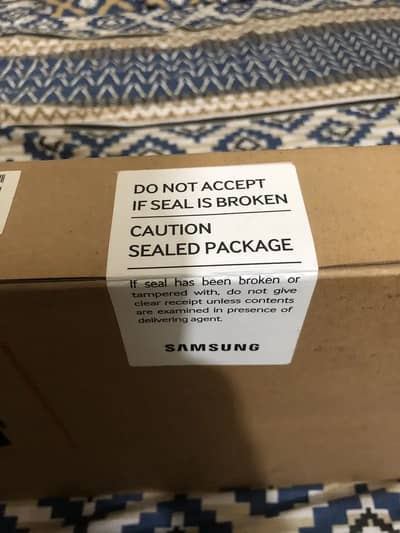 DO NOT ACCEPT
IF SEAL IS BROKEN
CAUTION
SEALED PACKAGE
If seal has been broken or
tampered with, do not give
clear receipt unless contents
are examined in presence of
delivering agent.
SAMSUNG